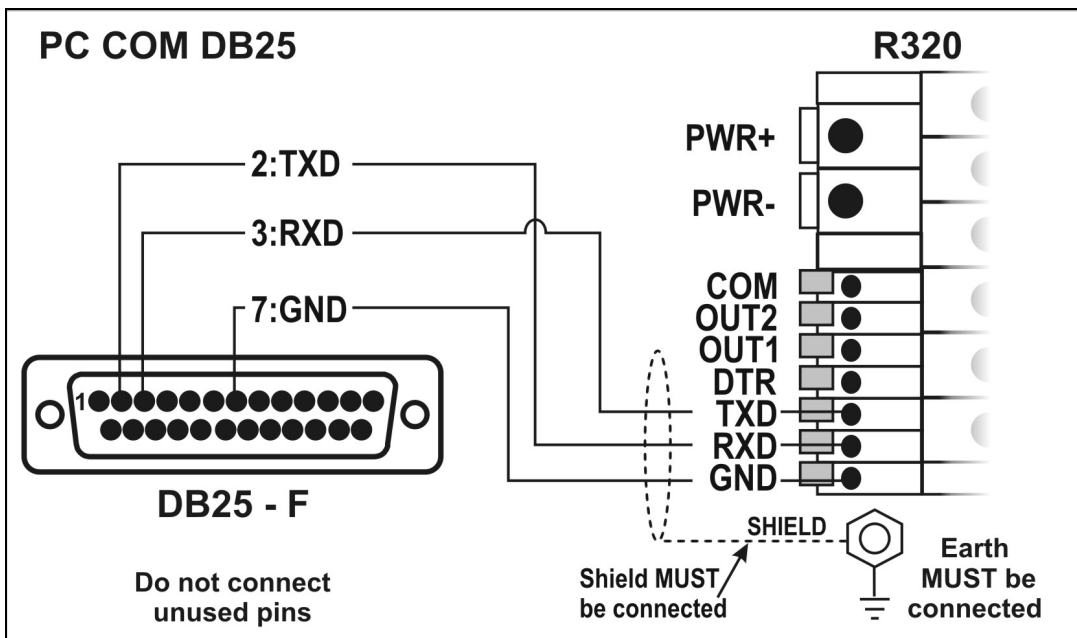 PC COM DB25
R320
PWR+
2:TXD
PWR-
3:RXD
COM
7:GND
OUT2
OUT1
DTR
1
TXD
RXD
GND
DB25 - F
SHIELD
Do not connect
unused pins
Shield MUST
be connected
Earth
MUST be
connected